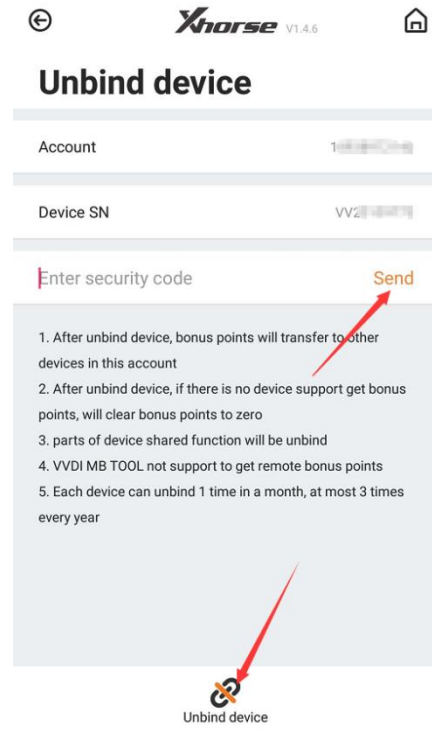 Xhorse V1.4.6
Unbind device
Account 1
Device SN VV2
Enter security code Send
1. After unbind device, bonus points will transfer to other
devices in this account
2. After unbind device, if there is no device support get bonus
points, will clear bonus points to zero
3. parts of device shared function will be unbind
4. VVDI MB TOOL not support to get remote bonus points
5. Each device can unbind 1 time in a month, at most 3 times
every year
Unbind device